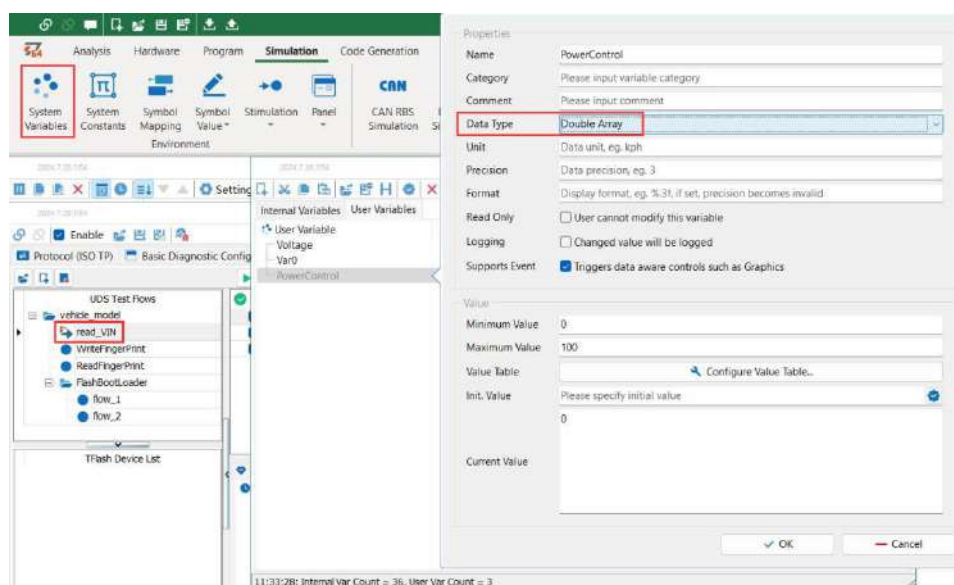 Analysis Hardware Program Simulation Code Generation
System Variables
System Constants
Symbol Mapping
Symbol Value
Stimulation
Panel
CAN
CAN RBS Simulation
Environment
Setting
Enable
Protocol (ISO TP) Basic Diagnostic Config
UDS Test Flows
vehicle_model
read_VIN
WriteFingerPrint
ReadFingerPrint
FlashBootLoader
flow_1
flow_2
TFlash Device List
Internal Variables User Variables
User Variable
Voltage
Var0
PowerControl
11:33:28: Internal Var Count = 36, User Var Count = 3
Properties
Name PowerControl
Category Please input variable category
Comment Please input comment
Data Type Double Array
Unit Data unit, eg. kph
Precision Data precision, eg. 3
Format Display format, eg. %.3f, if set, precision becomes invalid
Read Only User cannot modify this variable
Logging Changed value will be logged
Supports Event Triggers data aware controls such as Graphics
Value
Minimum Value 0
Maximum Value 100
Value Table Configure Value Table...
Init. Value Please specify initial value
Current Value 0
OK Cancel